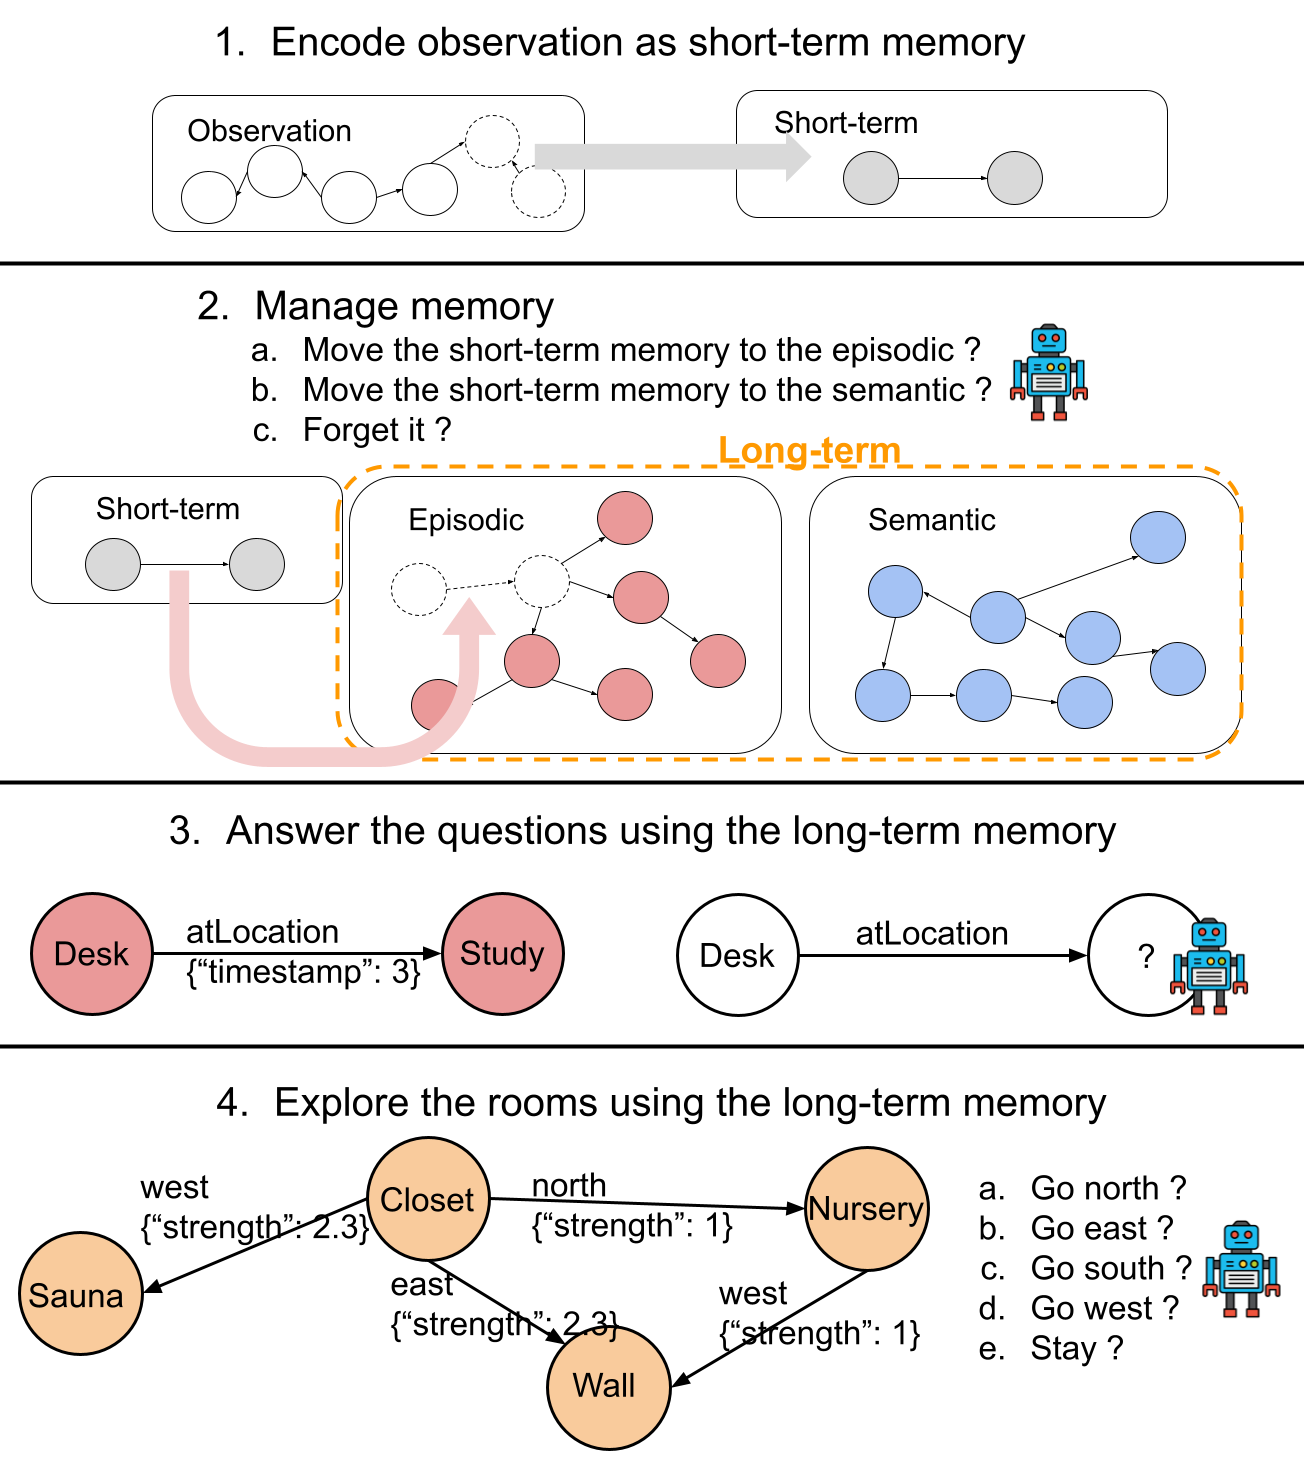 1. Encode observation as short-term memory
Observation
Short-term
2. Manage memory
a. Move the short-term memory to the episodic ?
b. Move the short-term memory to the semantic ?
c. Forget it ?
Long-term
Short-term
Episodic
Semantic
3. Answer the questions using the long-term memory
Desk
atLocation
{“timestamp”: 3}
Study
Desk
atLocation
?
4. Explore the rooms using the long-term memory
west
{“strength”: 2.3}
Closet
north
{“strength”: 1}
Nursery
Sauna
east
{“strength”: 2.3}
west
{“strength”: 1}
Wall
a. Go north ?
b. Go east ?
c. Go south ?
d. Go west ?
e. Stay ?